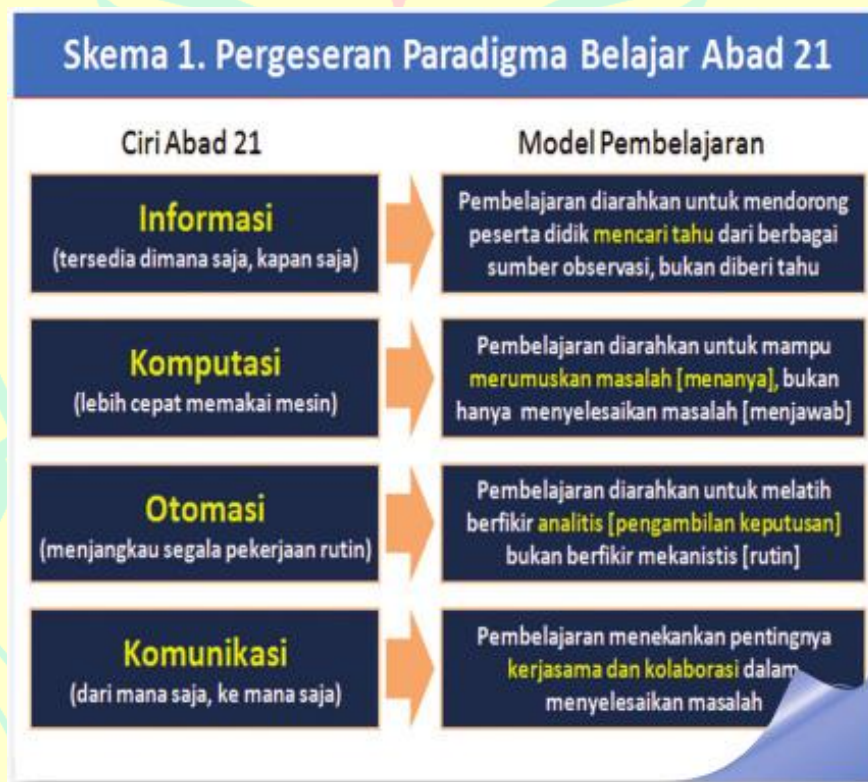 Skema 1. Pergeseran Paradigma Belajar Abad 21
Ciri Abad 21
Model Pembelajaran
Informasi
(tersedia dimana saja, kapan saja)
Pembelajaran diarahkan untuk mendorong
peserta didik mencari tahu dari berbagai
sumber observasi, bukan diberi tahu
Komputasi
(lebih cepat memakai mesin)
Pembelajaran diarahkan untuk mampu
merumuskan masalah [menanya], bukan
hanya menyelesaikan masalah [menjawab]
Otomasi
(menjangkau segala pekerjaan rutin)
Pembelajaran diarahkan untuk melatih
berfikir analitis [pengambilan keputusan]
bukan berfikir mekanistis [rutin]
Komunikasi
(dari mana saja, ke mana saja)
Pembelajaran menekankan pentingnya
kerjasama dan kolaborasi dalam
menyelesaikan masalah